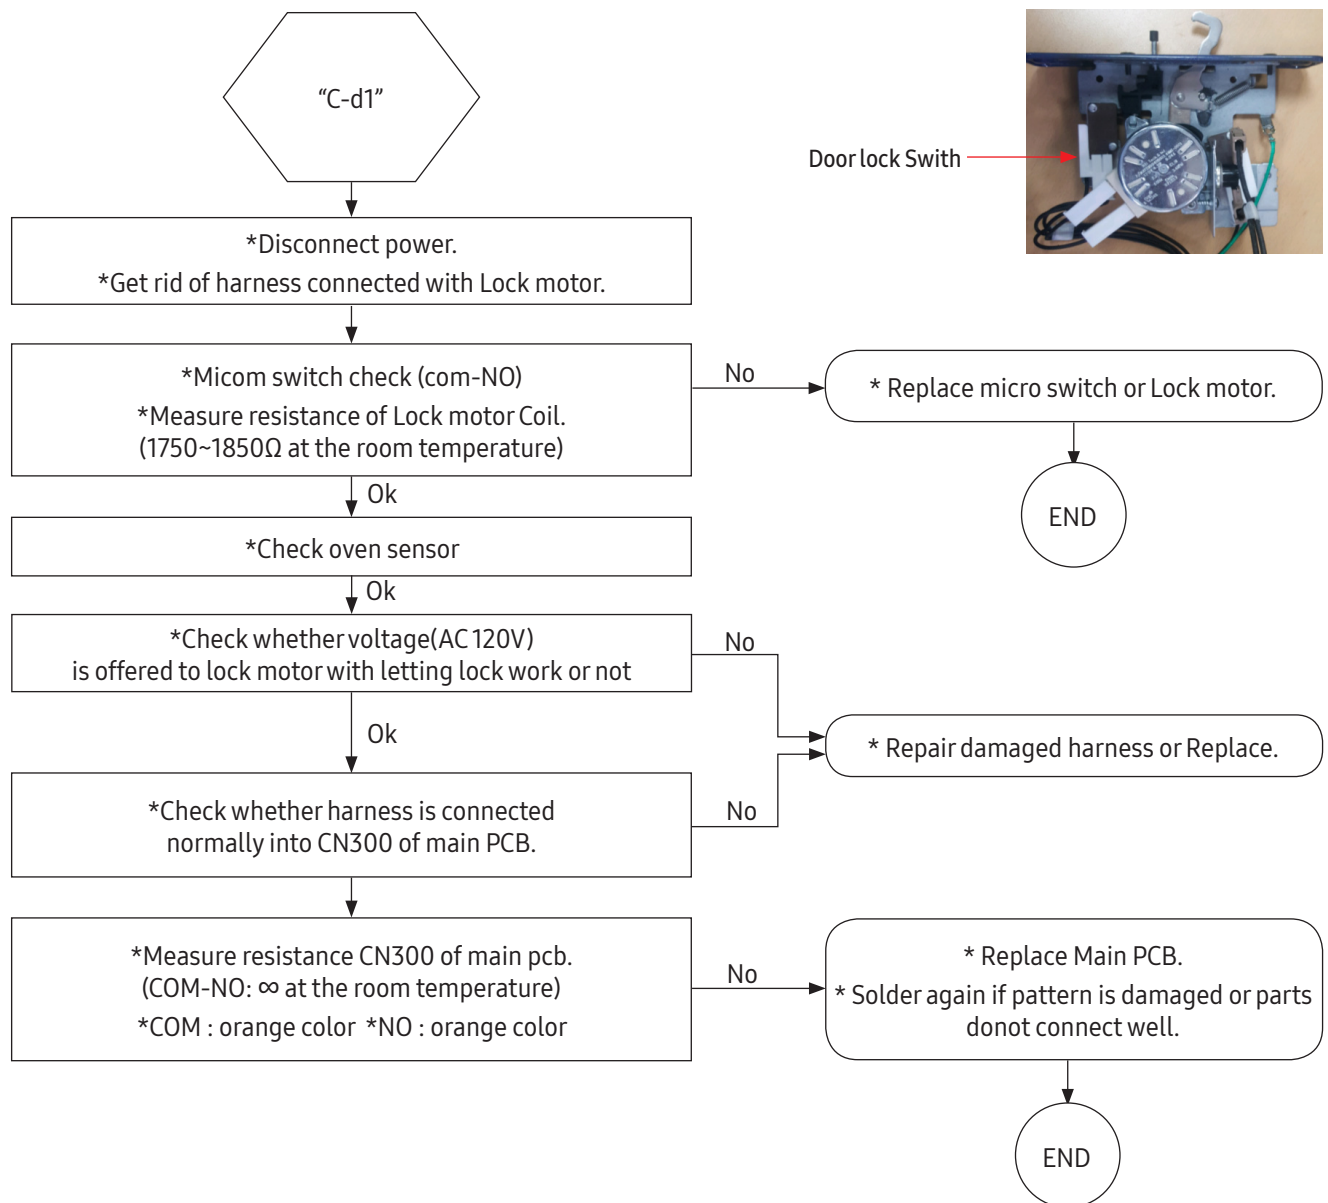 “C-d1”
Door lock Swith
*Disconnect power.
*Get rid of harness connected with Lock motor.
*Micom switch check (com-NO)
*Measure resistance of Lock motor Coil.
(1750~1850Ω at the room temperature)
No
* Replace micro switch or Lock motor.
Ok
END
*Check oven sensor
Ok
*Check whether voltage(AC 120V)
is offered to lock motor with letting lock work or not
No
Ok
* Repair damaged harness or Replace.
*Check whether harness is connected
normally into CN300 of main PCB.
No
*Measure resistance CN300 of main pcb.
(COM-NO: ∞ at the room temperature)
*COM : orange color *NO : orange color
No
* Replace Main PCB.
* Solder again if pattern is damaged or parts
donot connect well.
END